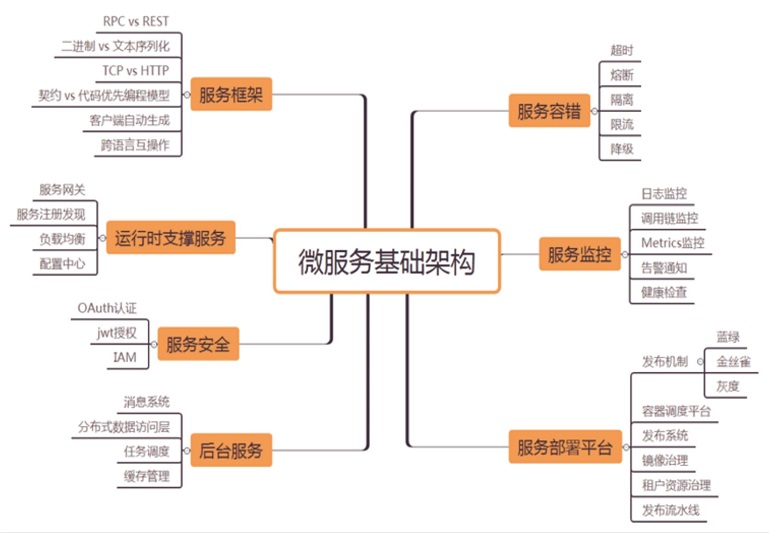 微服务基础架构
服务框架
RPC vs REST
二进制 vs 文本序列化
TCP vs HTTP
契约 vs 代码优先编程模型
客户端自动生成
跨语言互操作
运行时支撑服务
服务网关
服务注册发现
负载均衡
配置中心
服务安全
OAuth认证
jwt授权
IAM
后台服务
消息系统
分布式数据访问层
任务调度
缓存管理
服务容错
超时
熔断
隔离
限流
降级
服务监控
日志监控
调用链监控
Metrics监控
告警通知
健康检查
服务部署平台
发布机制
蓝绿
金丝雀
灰度
容器调度平台
发布系统
镜像治理
租户资源治理
发布流水线